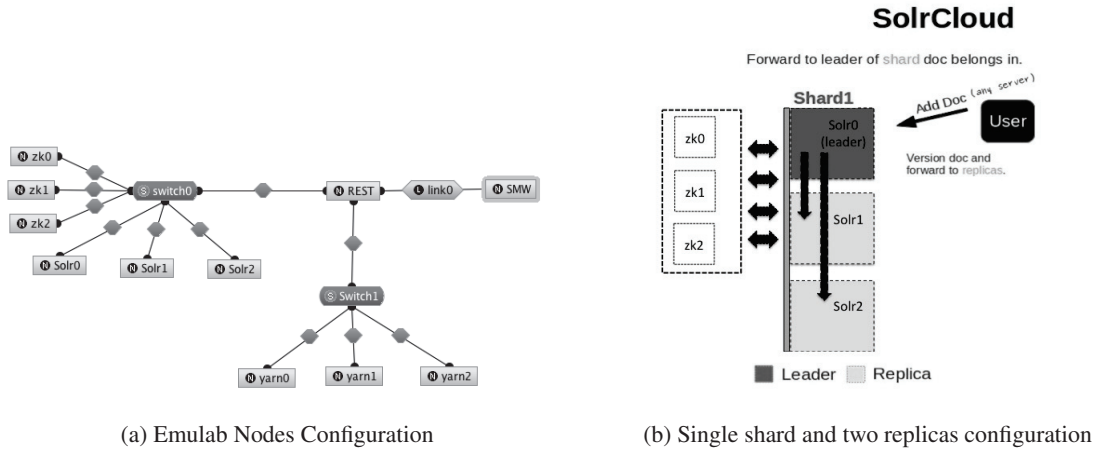 SolrCloud
Forward to leader of shard doc belongs in.
Shard1
Add Doc (any server)
User
Solr0
(leader)
Version doc and
forward to replicas.
zk0
zk1
zk2
Solr1
Solr2
Leader
Replica
N zk0
N zk1
N zk2
S switch0
N REST
L link0
N SMW
N Solr0
N Solr1
N Solr2
S Switch1
N yarn0
N yarn1
N yarn2
(a) Emulab Nodes Configuration
(b) Single shard and two replicas configuration